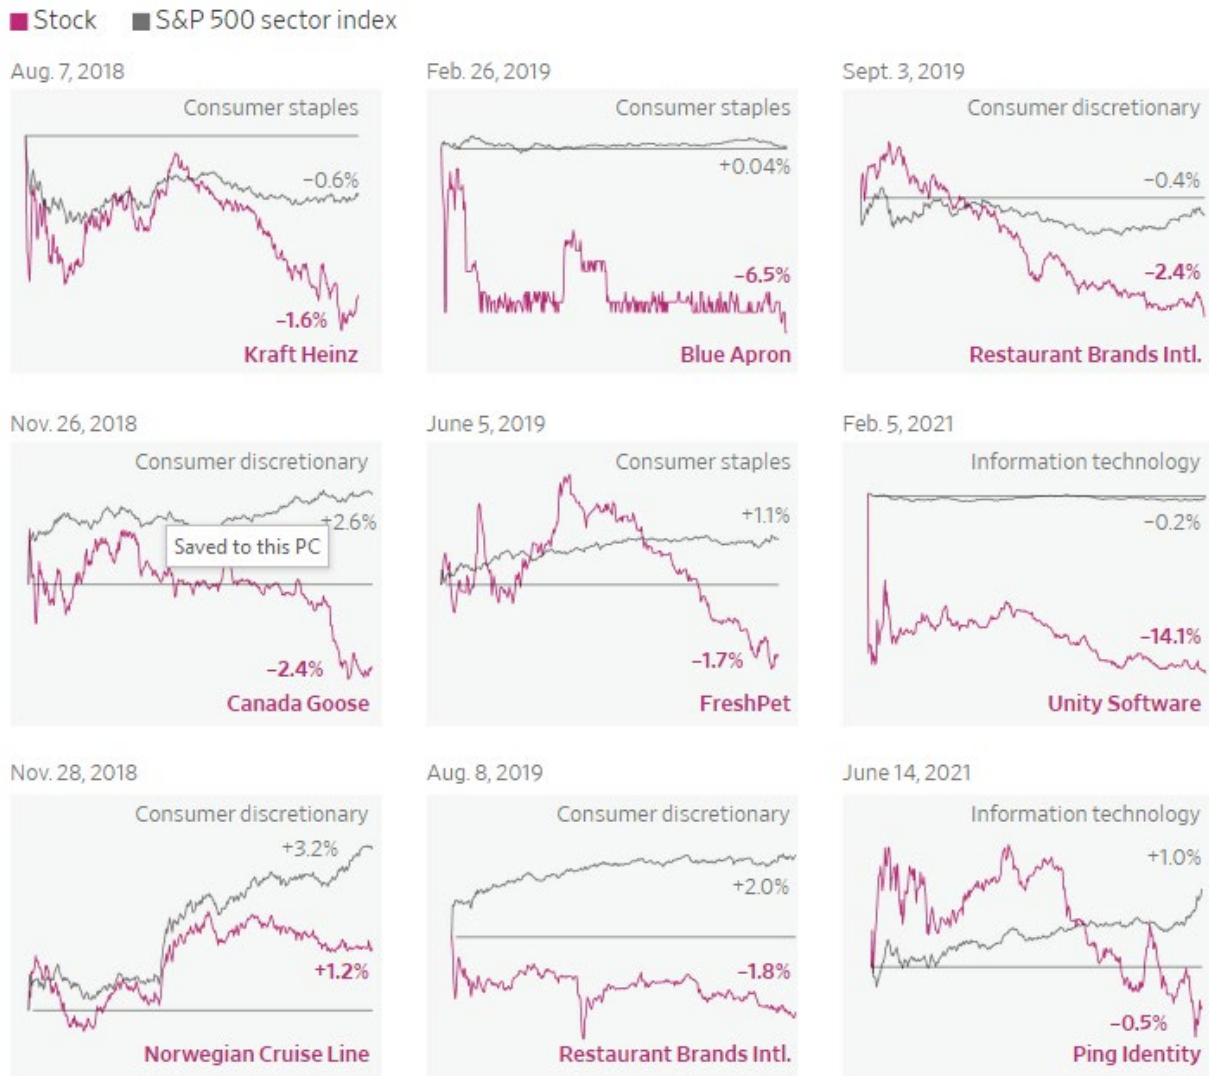 Stock S&P 500 sector index
Aug. 7, 2018
Consumer staples
−0.6%
−1.6%
Kraft Heinz
Feb. 26, 2019
Consumer staples
+0.04%
−6.5%
Blue Apron
Sept. 3, 2019
Consumer discretionary
−0.4%
−2.4%
Restaurant Brands Intl.
Nov. 26, 2018
Consumer discretionary
+2.6%
Saved to this PC
−2.4%
Canada Goose
June 5, 2019
Consumer staples
+1.1%
−1.7%
FreshPet
Feb. 5, 2021
Information technology
−0.2%
−14.1%
Unity Software
Nov. 28, 2018
Consumer discretionary
+3.2%
+1.2%
Norwegian Cruise Line
Aug. 8, 2019
Consumer discretionary
+2.0%
−1.8%
Restaurant Brands Intl.
June 14, 2021
Information technology
+1.0%
−0.5%
Ping Identity